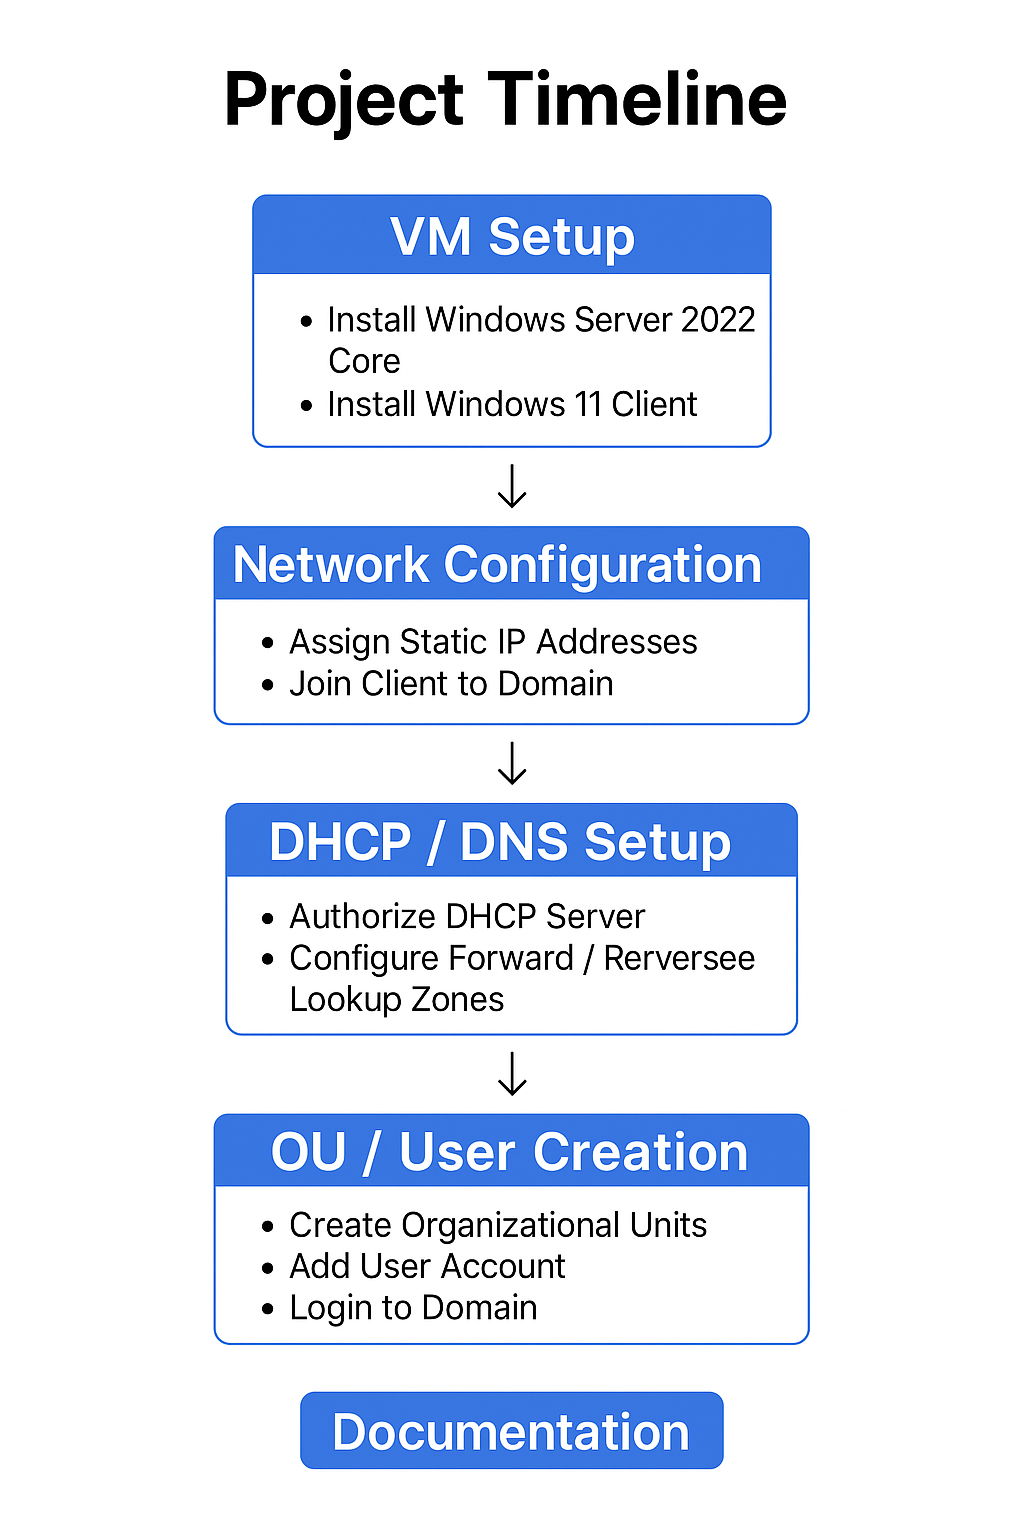 Project Timeline
VM Setup
• Install Windows Server 2022
Core
• Install Windows 11 Client
Network Configuration
• Assign Static IP Addresses
• Join Client to Domain
DHCP / DNS Setup
• Authorize DHCP Server
• Configure Forward / Rerversee
Lookup Zones
OU / User Creation
• Create Organizational Units
• Add User Account
• Login to Domain
Documentation